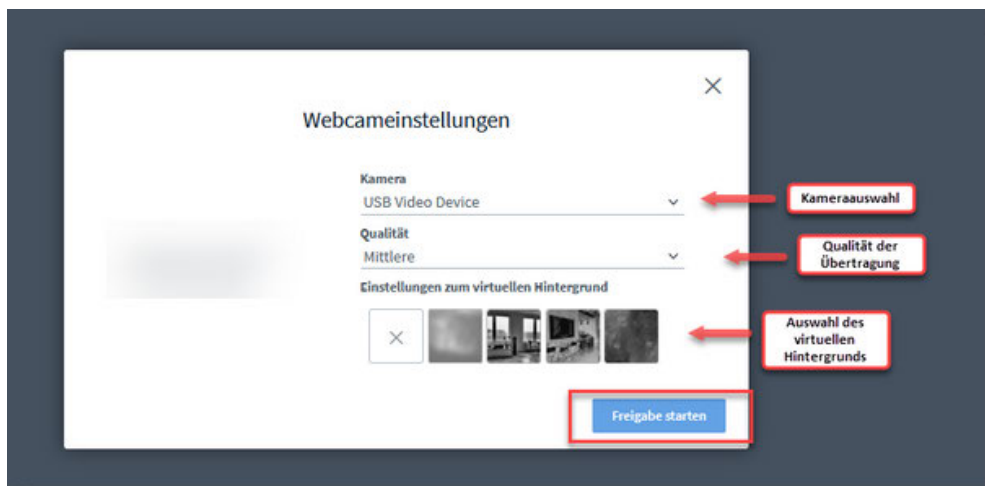 Webcameinstellungen
Kamera
USB Video Device
Kameraauswahl
Qualität
Mittlere
Qualität der
Übertragung
Einstellungen zum virtuellen Hintergrund
Auswahl des
virtuellen
Hintergrunds
Freigabe starten